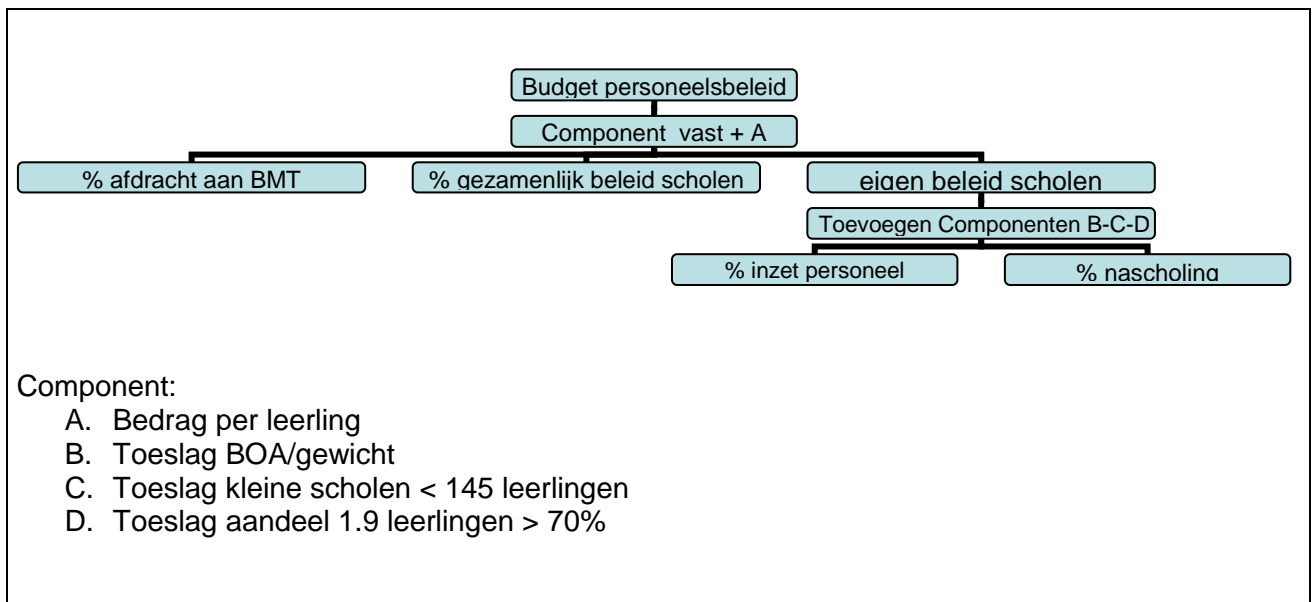 Budget personeelsbeleid
Component vast + A
% afdracht aan BMT
% gezamenlijk beleid scholen
eigen beleid scholen
Toevoegen Componenten B-C-D
% inzet personeel
% nascholing
Component:
A. Bedrag per leerling
B. Toeslag BOA/gewicht
C. Toeslag kleine scholen < 145 leerlingen
D. Toeslag aandeel 1.9 leerlingen > 70%